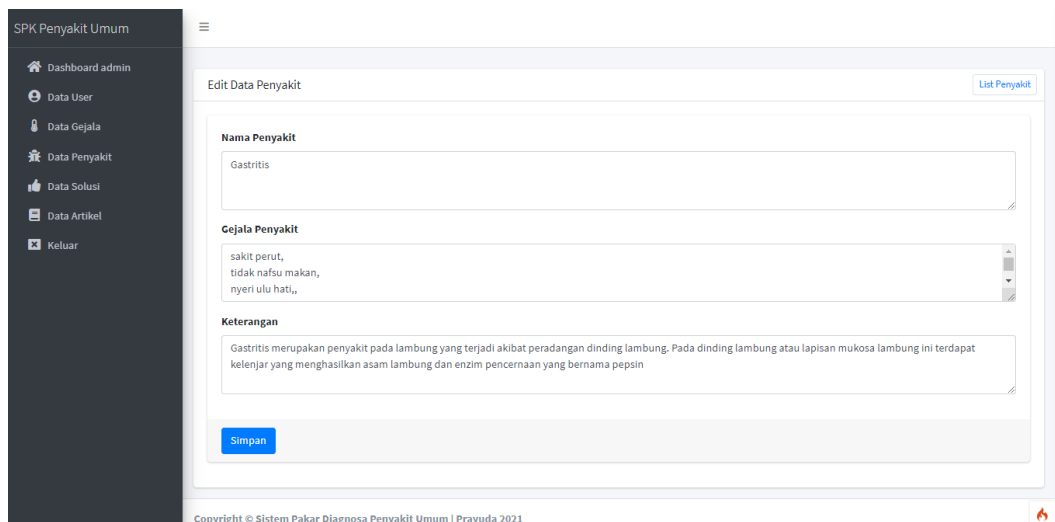 SPK Penyakit Umum
Dashboard admin
Data User
Data Gejala
Data Penyakit
Data Solusi
Data Artikel
Keluar
Edit Data Penyakit
List Penyakit
Nama Penyakit
Gastritis
Gejala Penyakit
sakit perut,
tidak nafsu makan,
nyeri ulu hati,,
Keterangan
Gastritis merupakan penyakit pada lambung yang terjadi akibat peradangan dinding lambung. Pada dinding lambung atau lapisan mukosa lambung ini terdapat
kelenjar yang menghasilkan asam lambung dan enzim pencernaan yang bernama pepsin
Simpan
Copyright © Sistem Pakar Diagnosa Penyakit Umum | Prayuda 2021